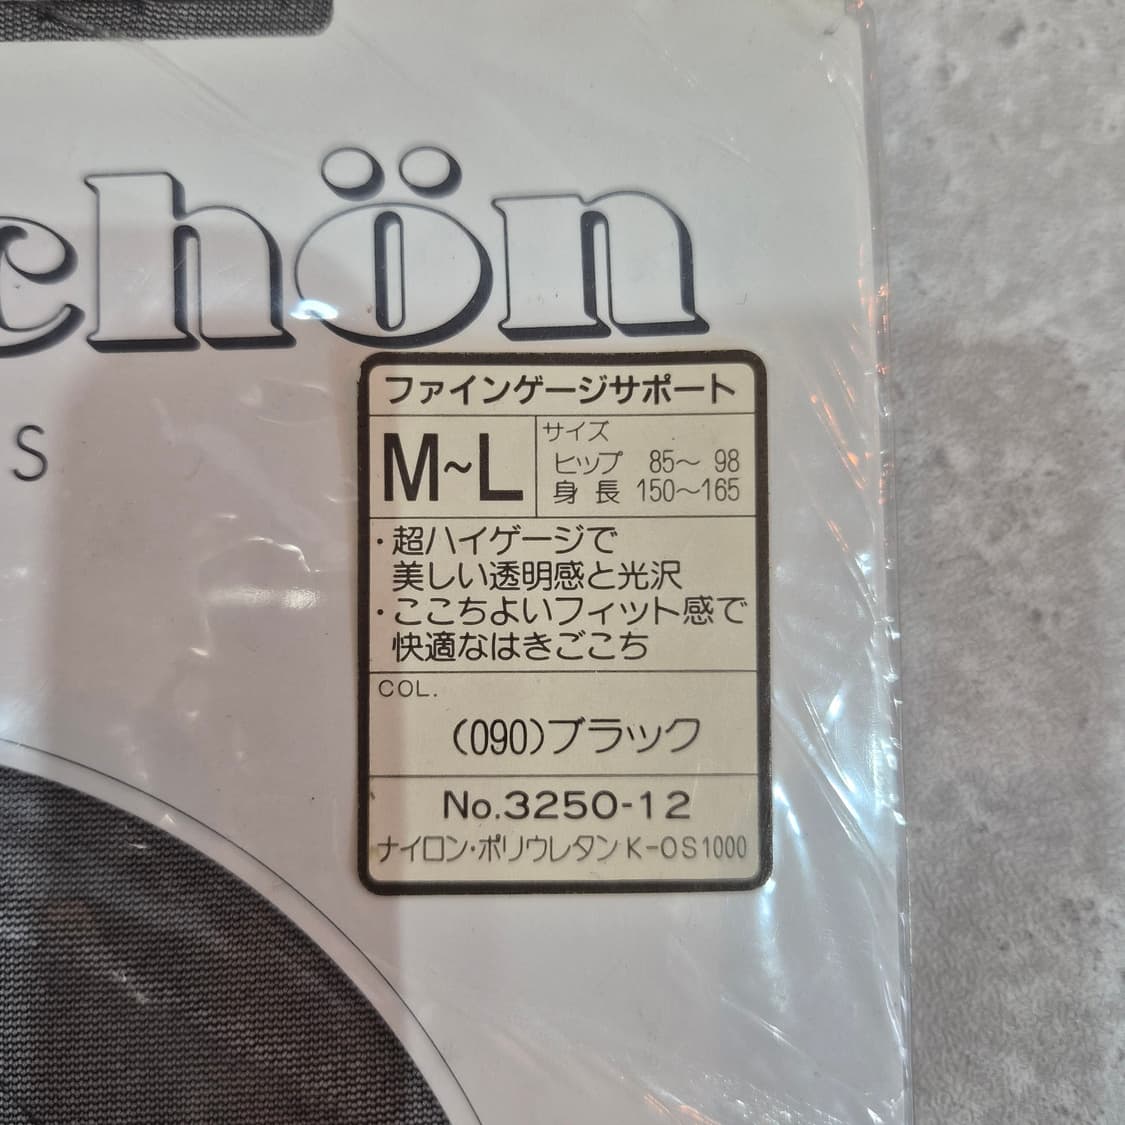 chön
S
ファインゲージサポート
M~L
サイズ
ヒップ 85〜 98
身長 150〜165
・超ハイゲージで
美しい透明感と光沢
・ここちよいフィット感で
快適なはきごこち
COL.
(090)ブラック
No.3250-12
ナイロン・ポリウレタン K-OS1000